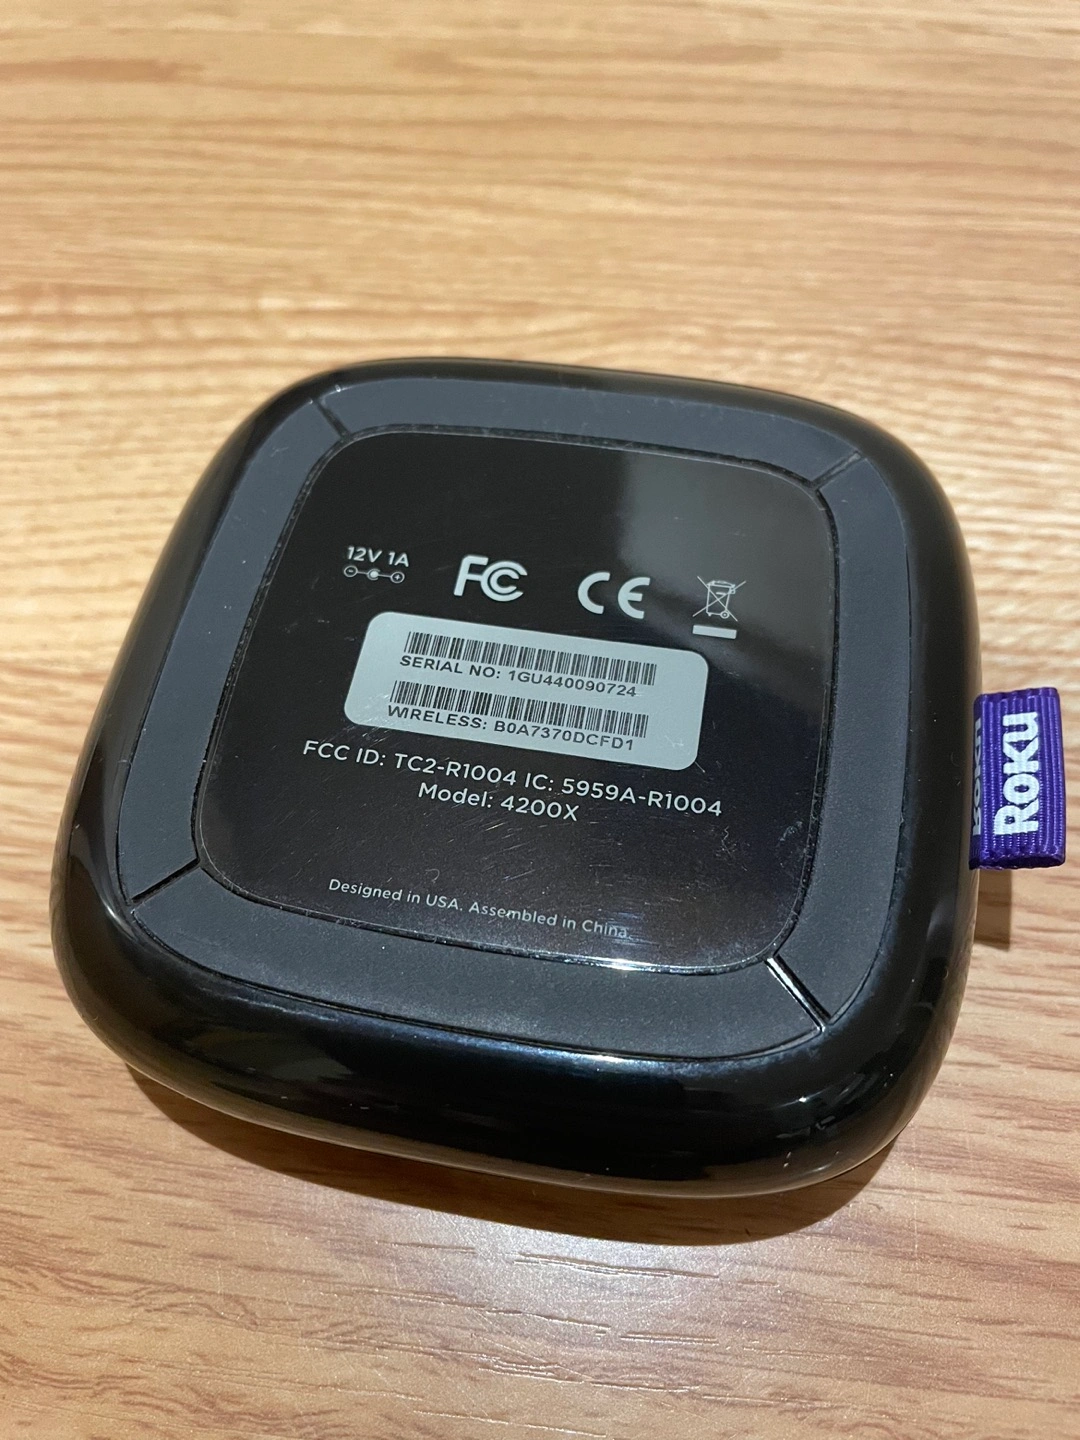 12V 1A
FC
CE
SERIAL NO: 1GU440090724
WIRELESS: B0A7370DCFD1
FCC ID: TC2-R1004 IC: 5959A-R1004
Model: 4200X
Designed in USA. Assembled in China.
Roku